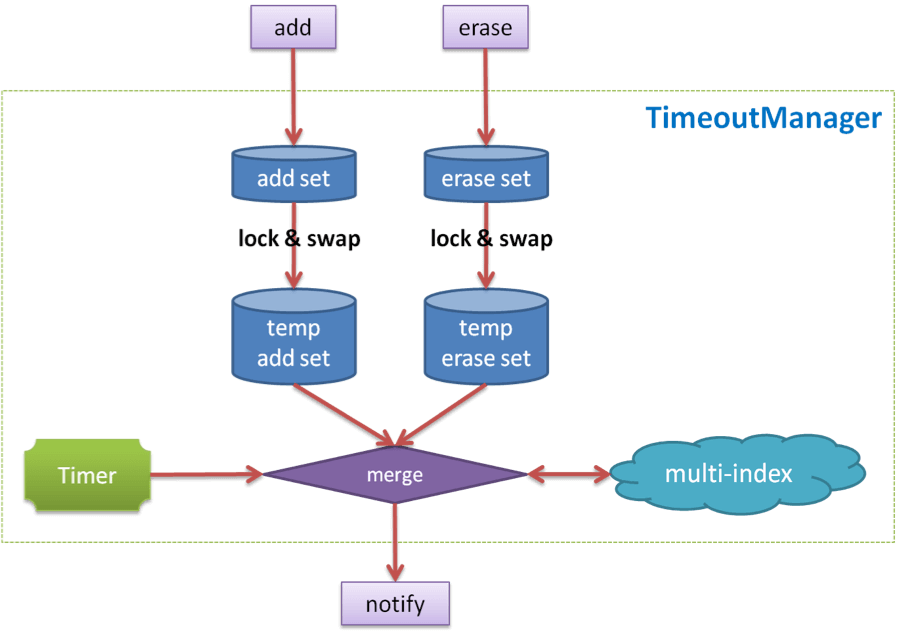 add
erase
TimeoutManager
add set
erase set
lock & swap
lock & swap
temp
add set
temp
erase set
Timer
merge
multi-index
notify